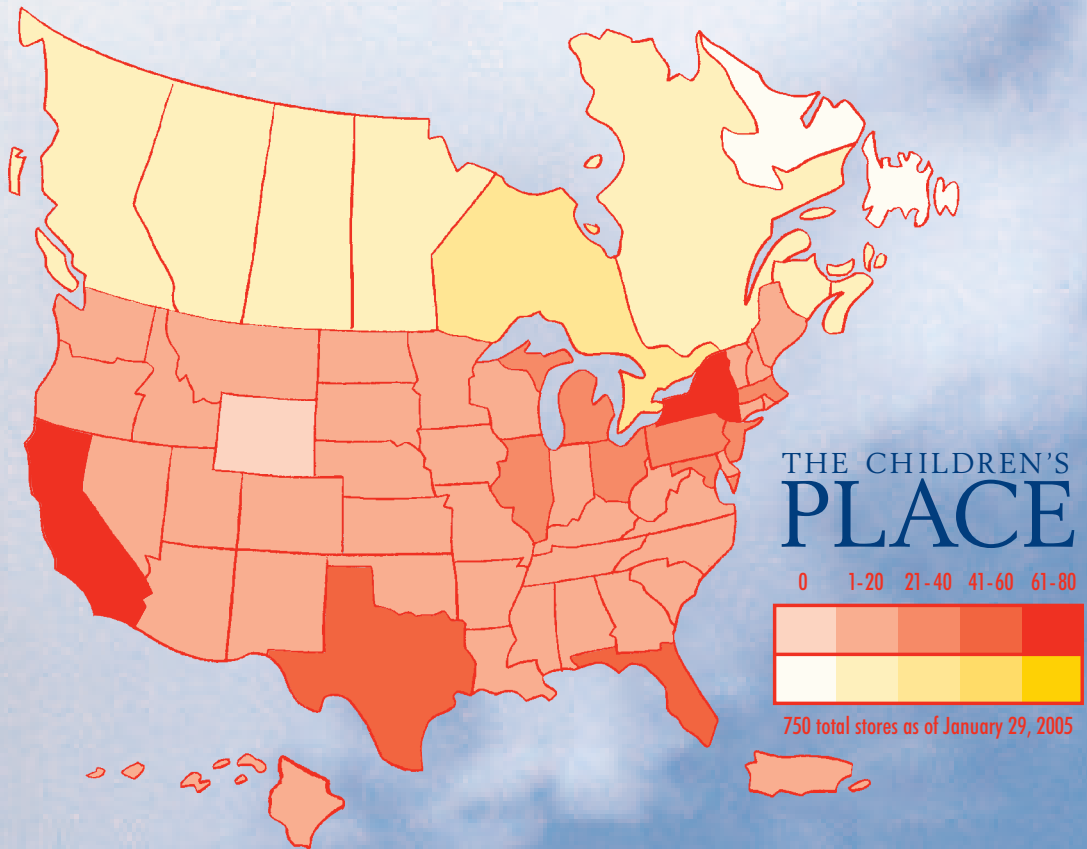 THE CHILDREN'S
PLACE
0 1-20 21-40 41-60 61-80
750 total stores as of January 29, 2005